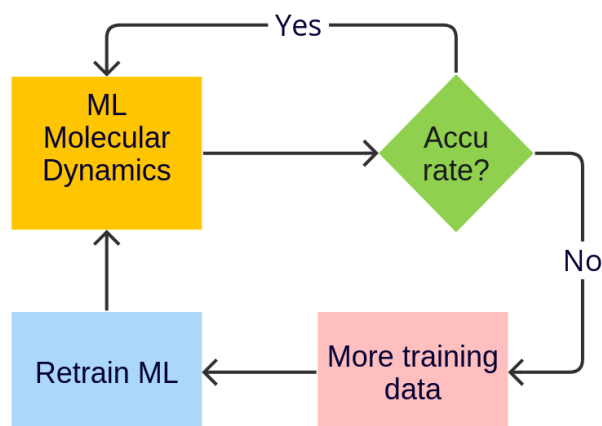 Yes
ML
Molecular
Dynamics
Accu
rate?
No
Retrain ML
More training
data